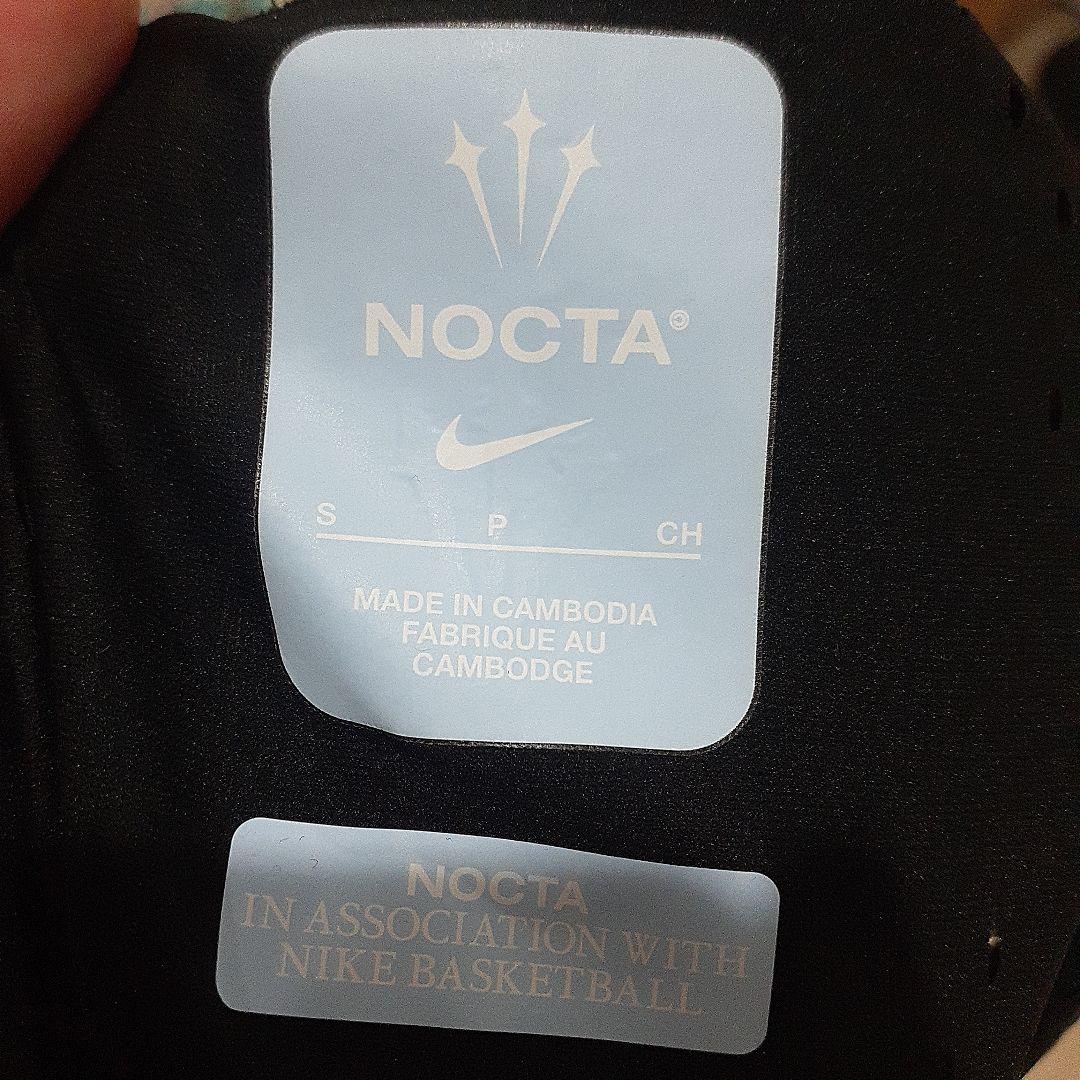 NOCTA®
S P CH
MADE IN CAMBODIA
FABRIQUE AU
CAMBODGE
NOCTA
IN ASSOCIATION WITH
NIKE BASKETBALL